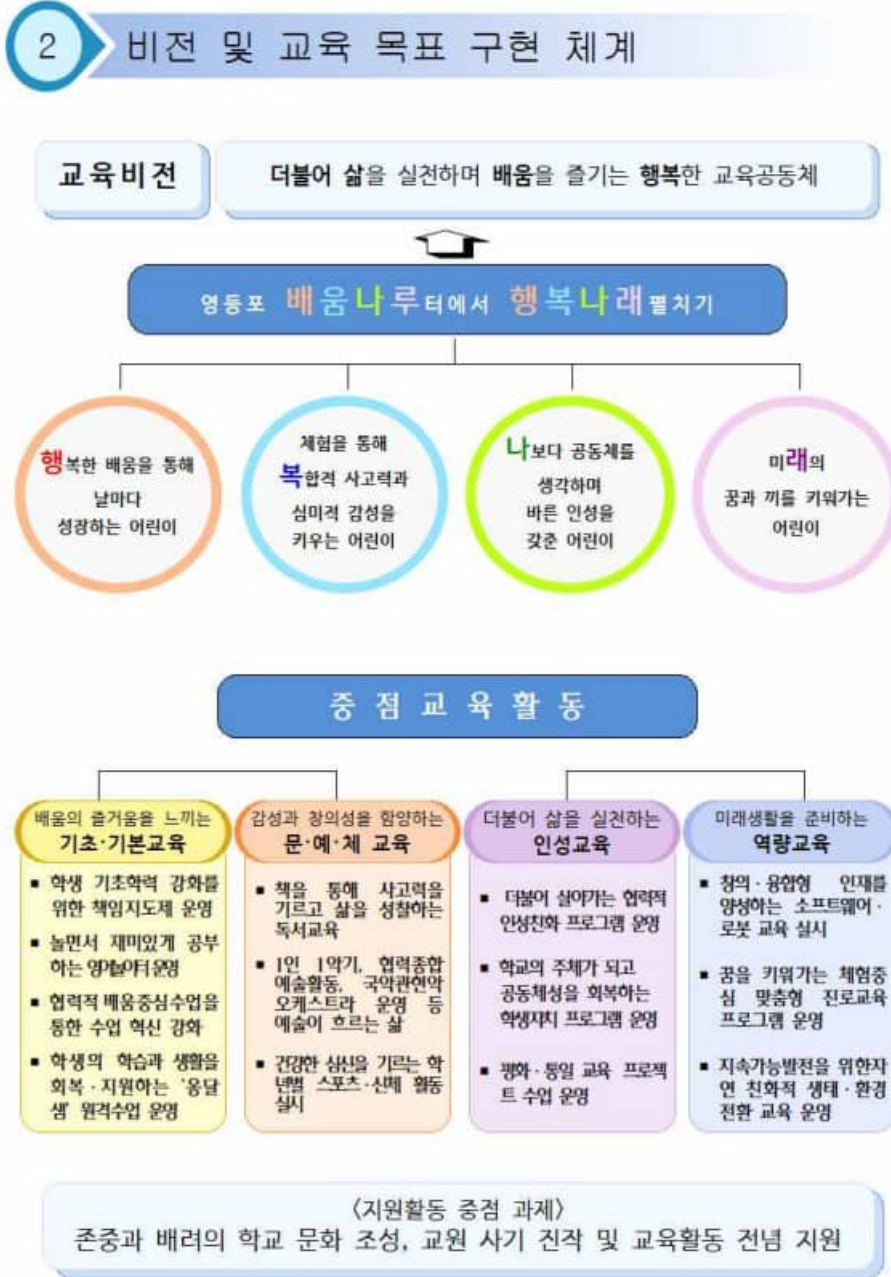 2 비전 및 교육 목표 구현 체계
교육비전
더불어 삶을 실천하며 배움을 즐기는 행복한 교육공동체
영등포 배움나루터에서 행복나래펼치기
행복한 배움을 통해
날마다
성장하는 어린이
체험을 통해
복합적 사고력과
심미적 감성을
키우는 어린이
나보다 공동체를
생각하며
바른 인성을
갖춘 어린이
미래의
꿈과 끼를 키워가는
어린이
중점교육활동
배움의 즐거움을 느끼는
기초·기본교육
▪ 학생 기초학력 강화를
위한 책임지도제 운영
▪ 놀면서 재미있게 공부
하는 영어놀이터 운영
▪ 협력적 배움중심수업을
통한 수업 혁신 강화
▪ 학생의 학습과 생활을
회복·지원하는 '옹달
샘' 원격수업 운영
감성과 창의성을 함양하는
문·예·체 교육
▪ 책을 통해 사고력을
기르고 삶을 성찰하는
독서교육
▪ 1인 1악기, 협력종합
예술활동, 국악관현악
오케스트라 운영 등
예술이 흐르는 삶
▪ 건강한 심신을 기르는 학
년별 스포츠·신체 활동
실시
더불어 삶을 실천하는
인성교육
▪ 더불어 살아가는 협력적
인성친화 프로그램 운영
▪ 학교의 주체가 되고
공동체성을 회복하는
학생자치 프로그램 운영
▪ 평화·통일 교육 프로젝
트 수업 운영
미래생활을 준비하는
역량교육
▪ 창의·융합형 인재를
양성하는 소프트웨어·
로봇 교육 실시
▪ 꿈을 키워가는 체험중
심 맞춤형 진로교육
프로그램 운영
▪ 지속가능발전을 위한자
연 친화적 생태·환경
전환 교육 운영
〈지원활동 중점 과제〉
존중과 배려의 학교 문화 조성, 교원 사기 진작 및 교육활동 전념 지원